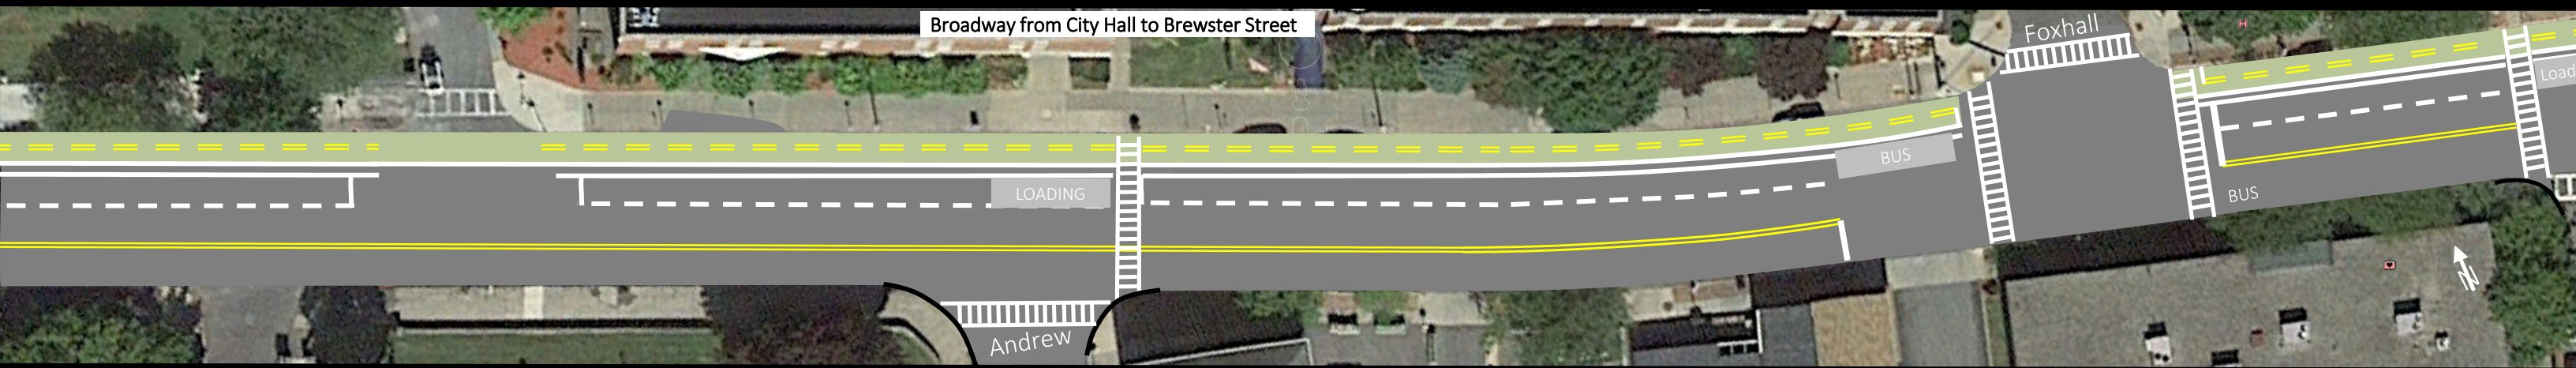 Broadway from City Hall to Brewster Street
Foxhall
H
Load
BUS
LOADING
BUS
N
Andrew